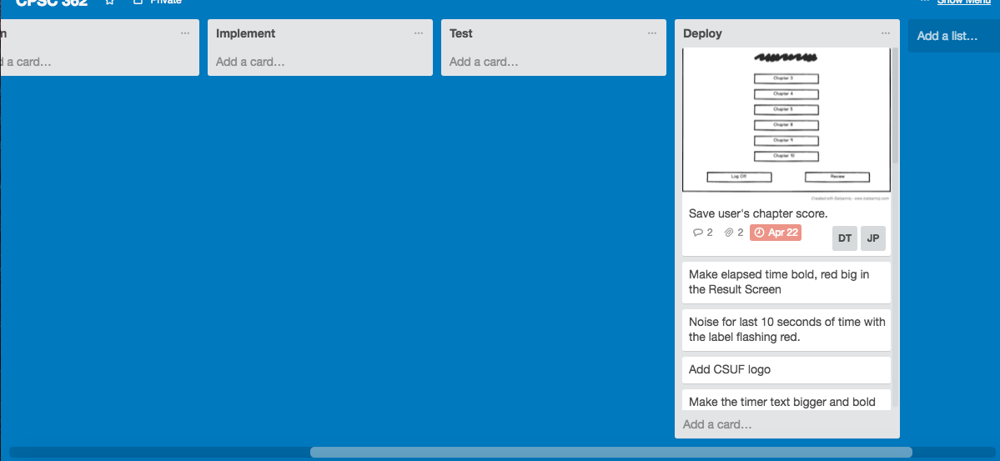 CPSC 362
Private
Show Menu
n
d a card…
Implement
Add a card…
Test
Add a card…
Deploy
Chapter 3
Chapter 4
Chapter 5
Chapter 8
Chapter 9
Chapter 10
Log Off
Review
Created with Balsamiq - www.balsamiq.com
Save user's chapter score.
2
2
Apr 22
DT
JP
Make elapsed time bold, red big in
the Result Screen
Noise for last 10 seconds of time with
the label flashing red.
Add CSUF logo
Make the timer text bigger and bold
Add a card…
Add a list…